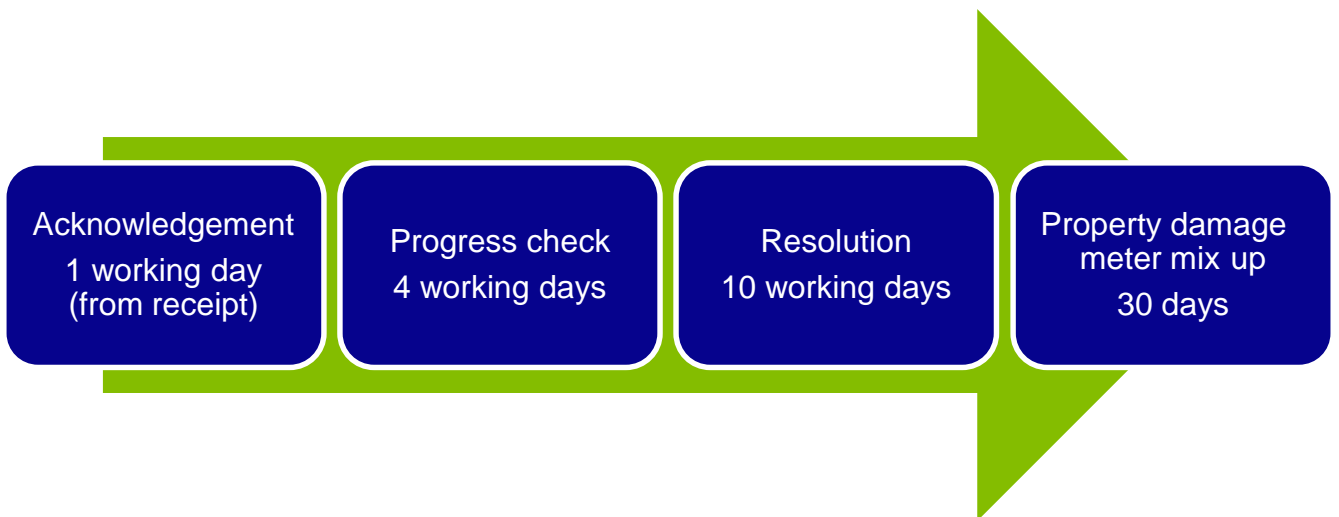 Acknowledgement
1 working day
(from receipt)
Progress check
4 working days
Resolution
10 working days
Property damage
meter mix up
30 days